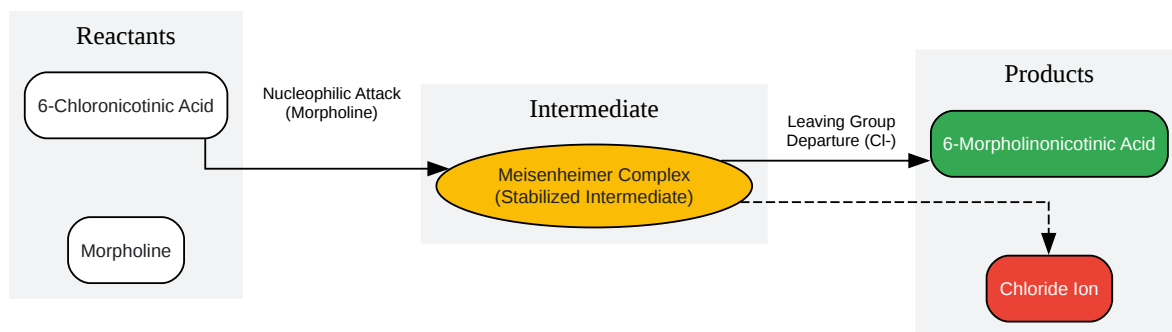 Reactants
6-Chloronicotinic Acid
Morpholine
Nucleophilic Attack
(Morpholine)
Intermediate
Meisenheimer Complex
(Stabilized Intermediate)
Leaving Group
Departure (Cl-)
Products
6-Morpholinonicotinic Acid
Chloride Ion